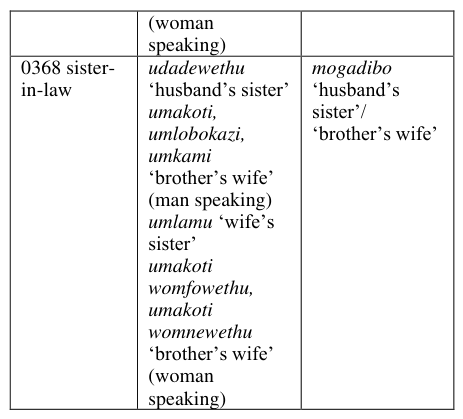 (woman
speaking)
0368 sister-
in-law
udadewethu
‘husband’s sister’
umakoti,
umlobokazi,
umkami
‘brother’s wife’
(man speaking)
umlamu ‘wife’s
sister’
umakoti
womfowethu,
umakoti
womnewethu
‘brother’s wife’
(woman
speaking)
mogadibo
‘husband’s
sister’/
‘brother’s wife’